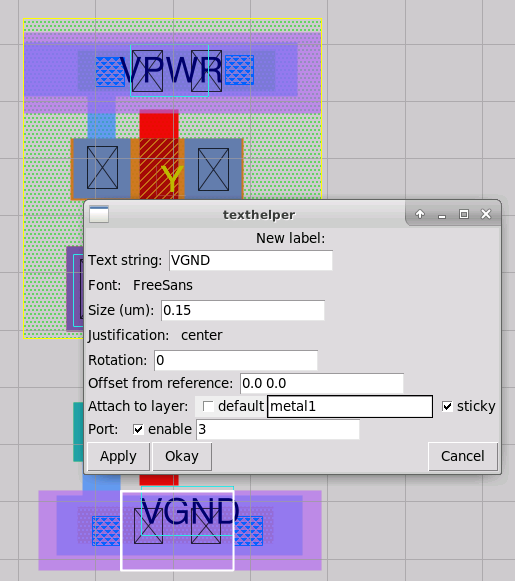 VPWR
Y
texthelper
New label:
Text string: VGND
Font: FreeSans
Size (um): 0.15
Justification: center
Rotation: 0
Offset from reference: 0.0 0.0
Attach to layer: default metal1 sticky
Port: enable 3
Apply Okay Cancel
VGND